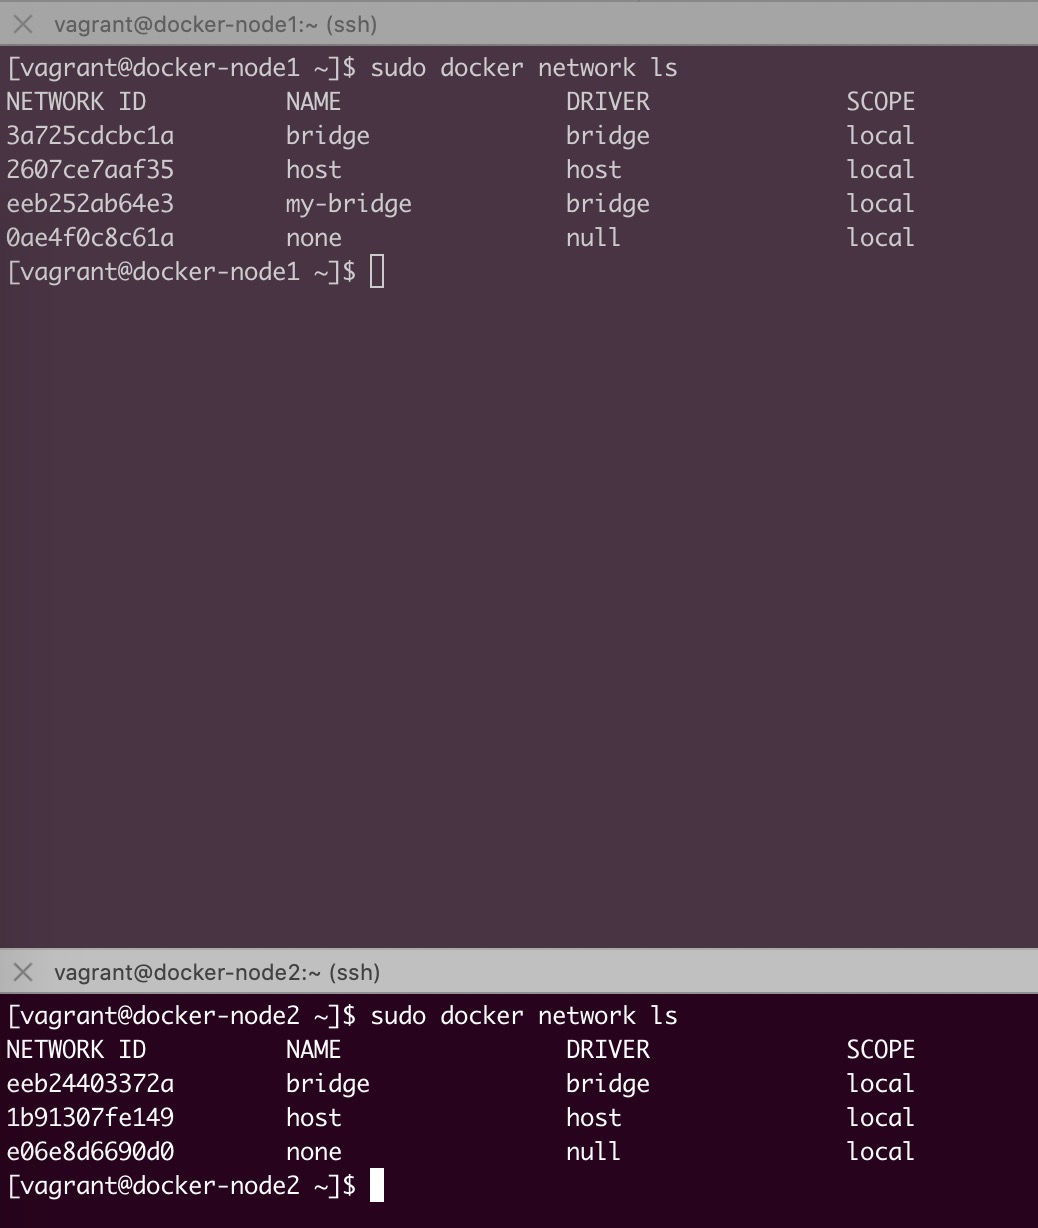 vagrant@docker-node1:~ (ssh)
[vagrant@docker-node1 ~]$ sudo docker network ls
NETWORK ID NAME DRIVER SCOPE
3a725cdcbc1a bridge bridge local
2607ce7aaf35 host host local
eeb252ab64e3 my-bridge bridge local
0ae4f0c8c61a none null local
[vagrant@docker-node1 ~]$
vagrant@docker-node2:~ (ssh)
[vagrant@docker-node2 ~]$ sudo docker network ls
NETWORK ID NAME DRIVER SCOPE
eeb24403372a bridge bridge local
1b91307fe149 host host local
e06e8d6690d0 none null local
[vagrant@docker-node2 ~]$